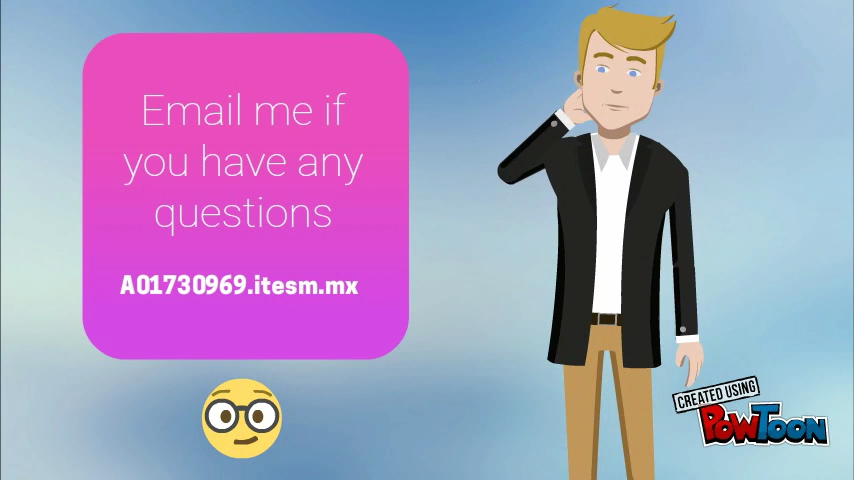 Email me if
you have any
questions
A01730969.itesm.mx
CREATED USING
POWTOON